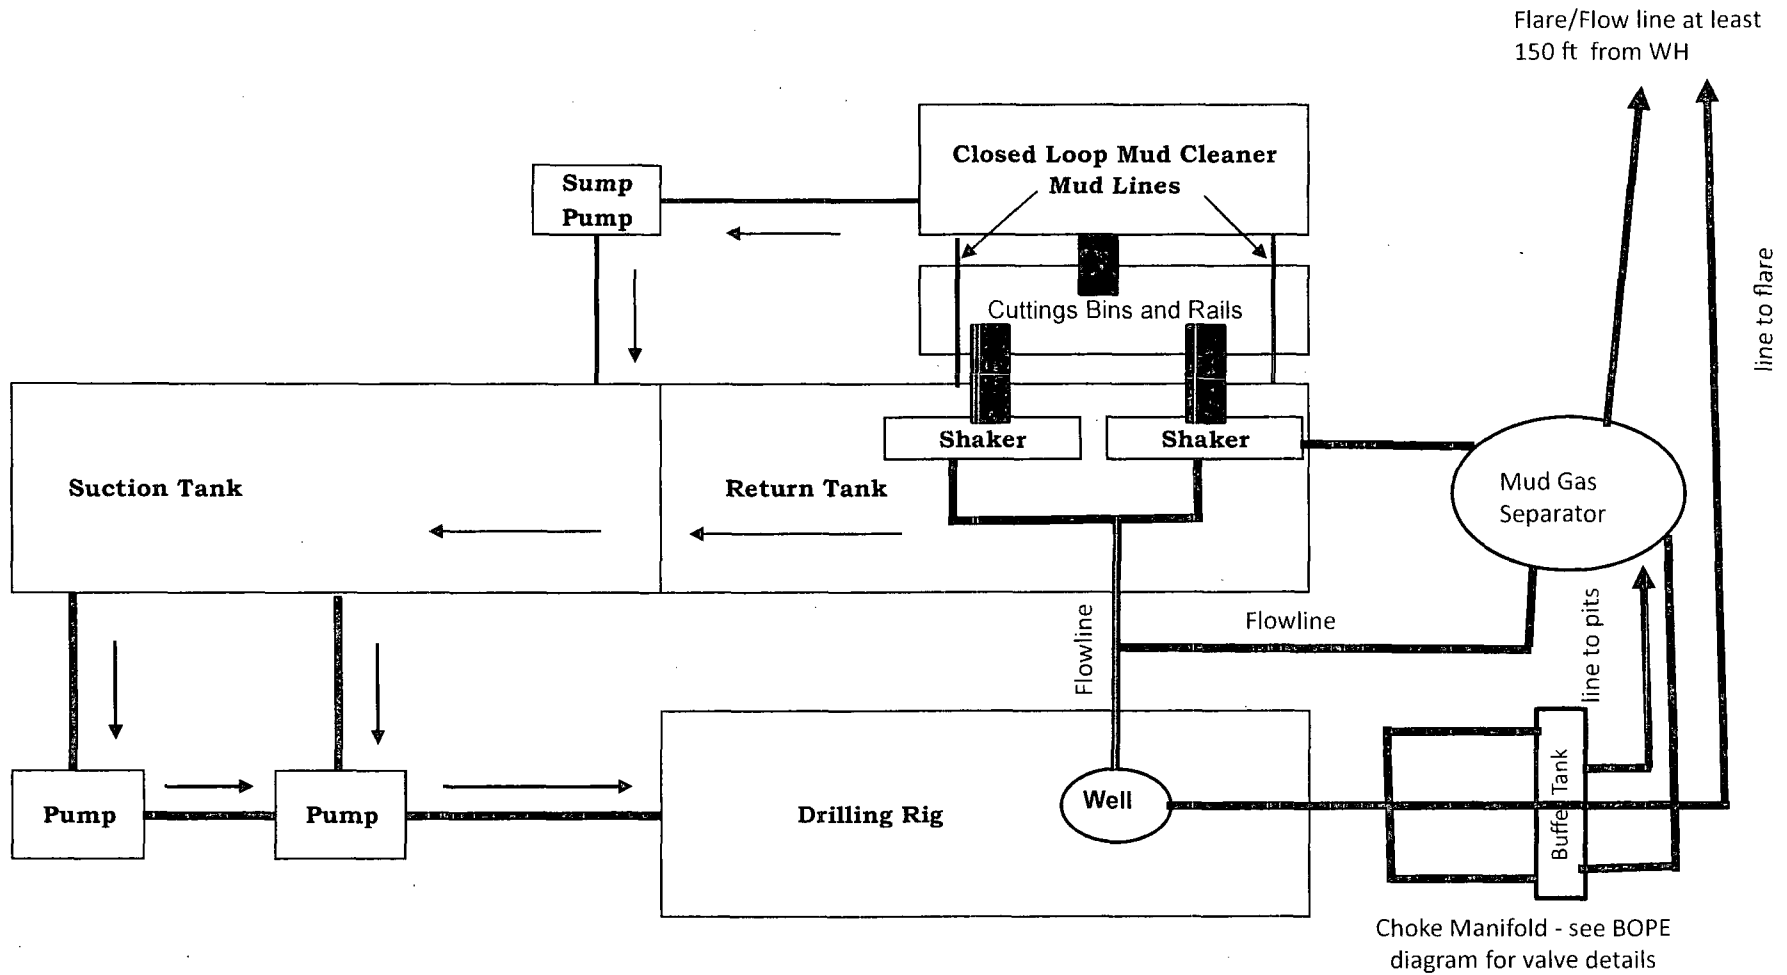 Flare/Flow line at least
150 ft from WH
Closed Loop Mud Cleaner
Mud Lines
Sump
Pump
line to flare
Cuttings Bins and Rails
Shaker
Shaker
Suction Tank
Return Tank
Mud Gas
Separator
Flowline
Flowline
line to pits
Pump
Pump
Drilling Rig
Well
Buffer Tank
Choke Manifold - see BOPE
diagram for valve details